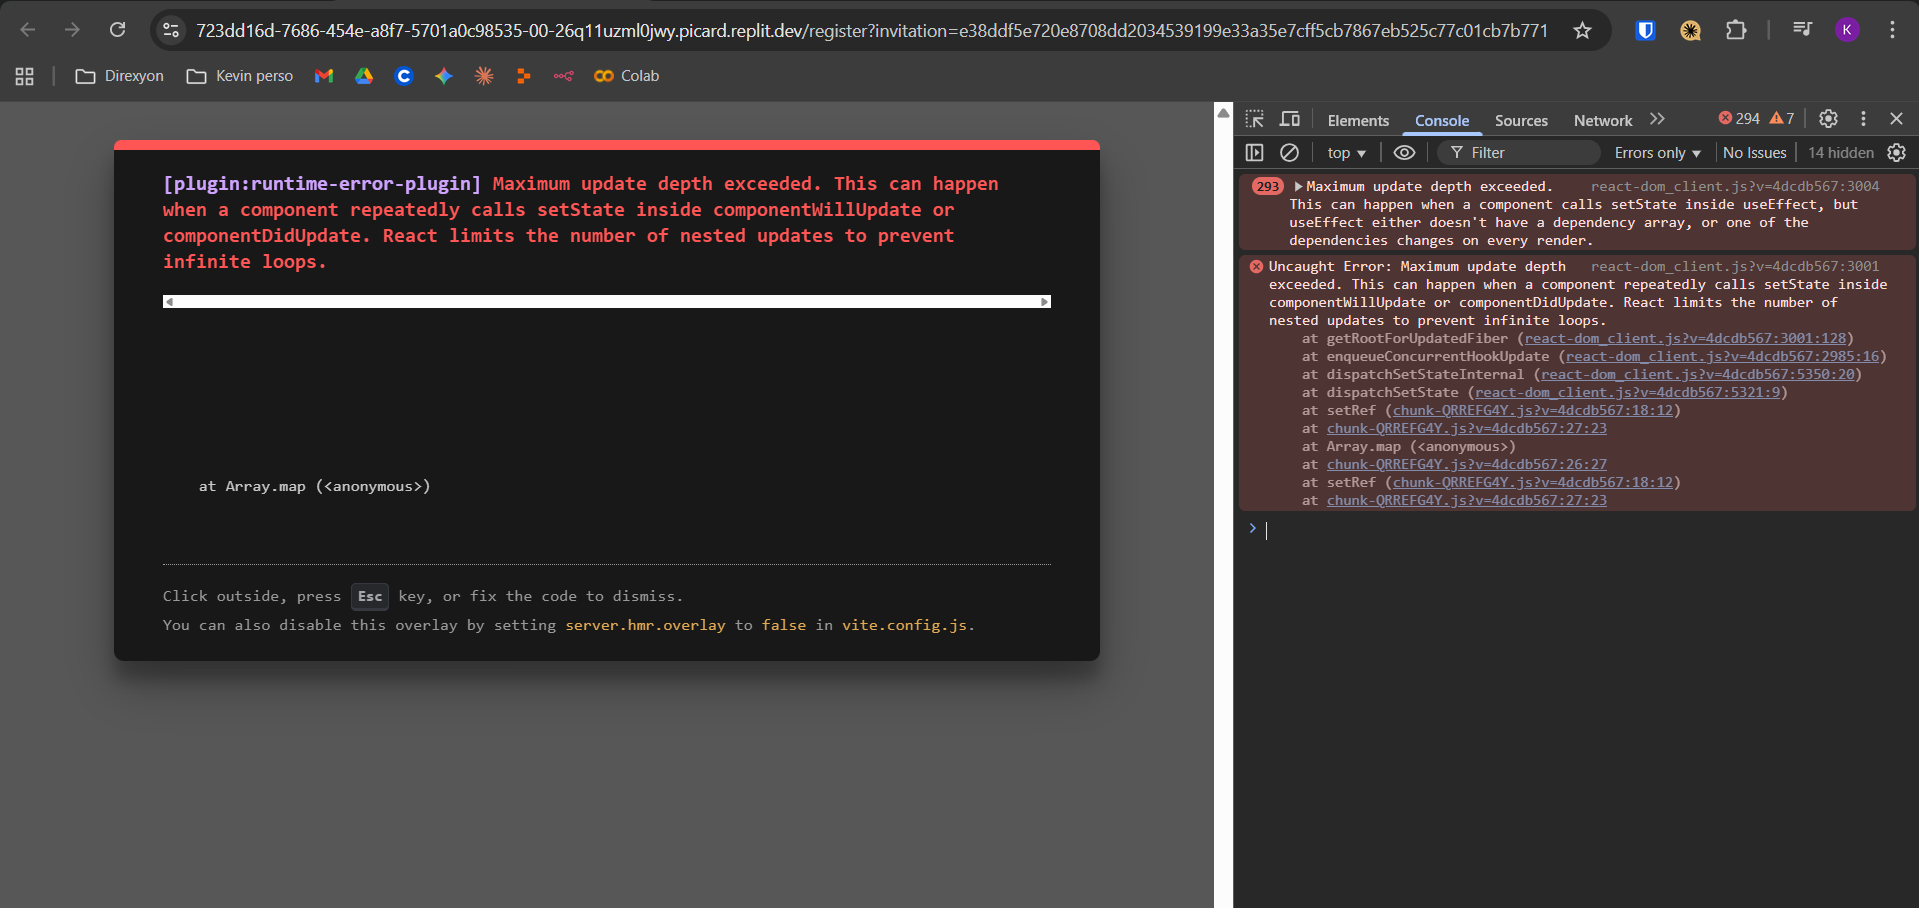 723dd16d-7686-454e-a8f7-5701a0c98535-00-26q11uzml0jwy.picard.replit.dev/register?invitation=e38ddf5e720e8708dd2034539199e33a35e7cff5cb7867eb525c77c01cb7b771
K
Direxyon
Kevin perso
Colab
[plugin:runtime-error-plugin] Maximum update depth exceeded. This can happen
when a component repeatedly calls setState inside componentWillUpdate or
componentDidUpdate. React limits the number of nested updates to prevent
infinite loops.
at Array.map (<anonymous>)
Click outside, press Esc key, or fix the code to dismiss.
You can also disable this overlay by setting server.hmr.overlay to false in vite.config.js.
Elements Console Sources Network 294 7
top Filter Errors only No Issues 14 hidden
293 Maximum update depth exceeded. react-dom_client.js?v=4dcdb567:3004
This can happen when a component calls setState inside useEffect, but
useEffect either doesn't have a dependency array, or one of the
dependencies changes on every render.
Uncaught Error: Maximum update depth react-dom_client.js?v=4dcdb567:3001
exceeded. This can happen when a component repeatedly calls setState inside
componentWillUpdate or componentDidUpdate. React limits the number of
nested updates to prevent infinite loops.
at getRootForUpdatedFiber (react-dom_client.js?v=4dcdb567:3001:128)
at enqueueConcurrentHookUpdate (react-dom_client.js?v=4dcdb567:2985:16)
at dispatchSetStateInternal (react-dom_client.js?v=4dcdb567:5350:20)
at dispatchSetState (react-dom_client.js?v=4dcdb567:5321:9)
at setRef (chunk-QRREFG4Y.js?v=4dcdb567:18:12)
at chunk-QRREFG4Y.js?v=4dcdb567:27:23
at Array.map (<anonymous>)
at chunk-QRREFG4Y.js?v=4dcdb567:26:27
at setRef (chunk-QRREFG4Y.js?v=4dcdb567:18:12)
at chunk-QRREFG4Y.js?v=4dcdb567:27:23